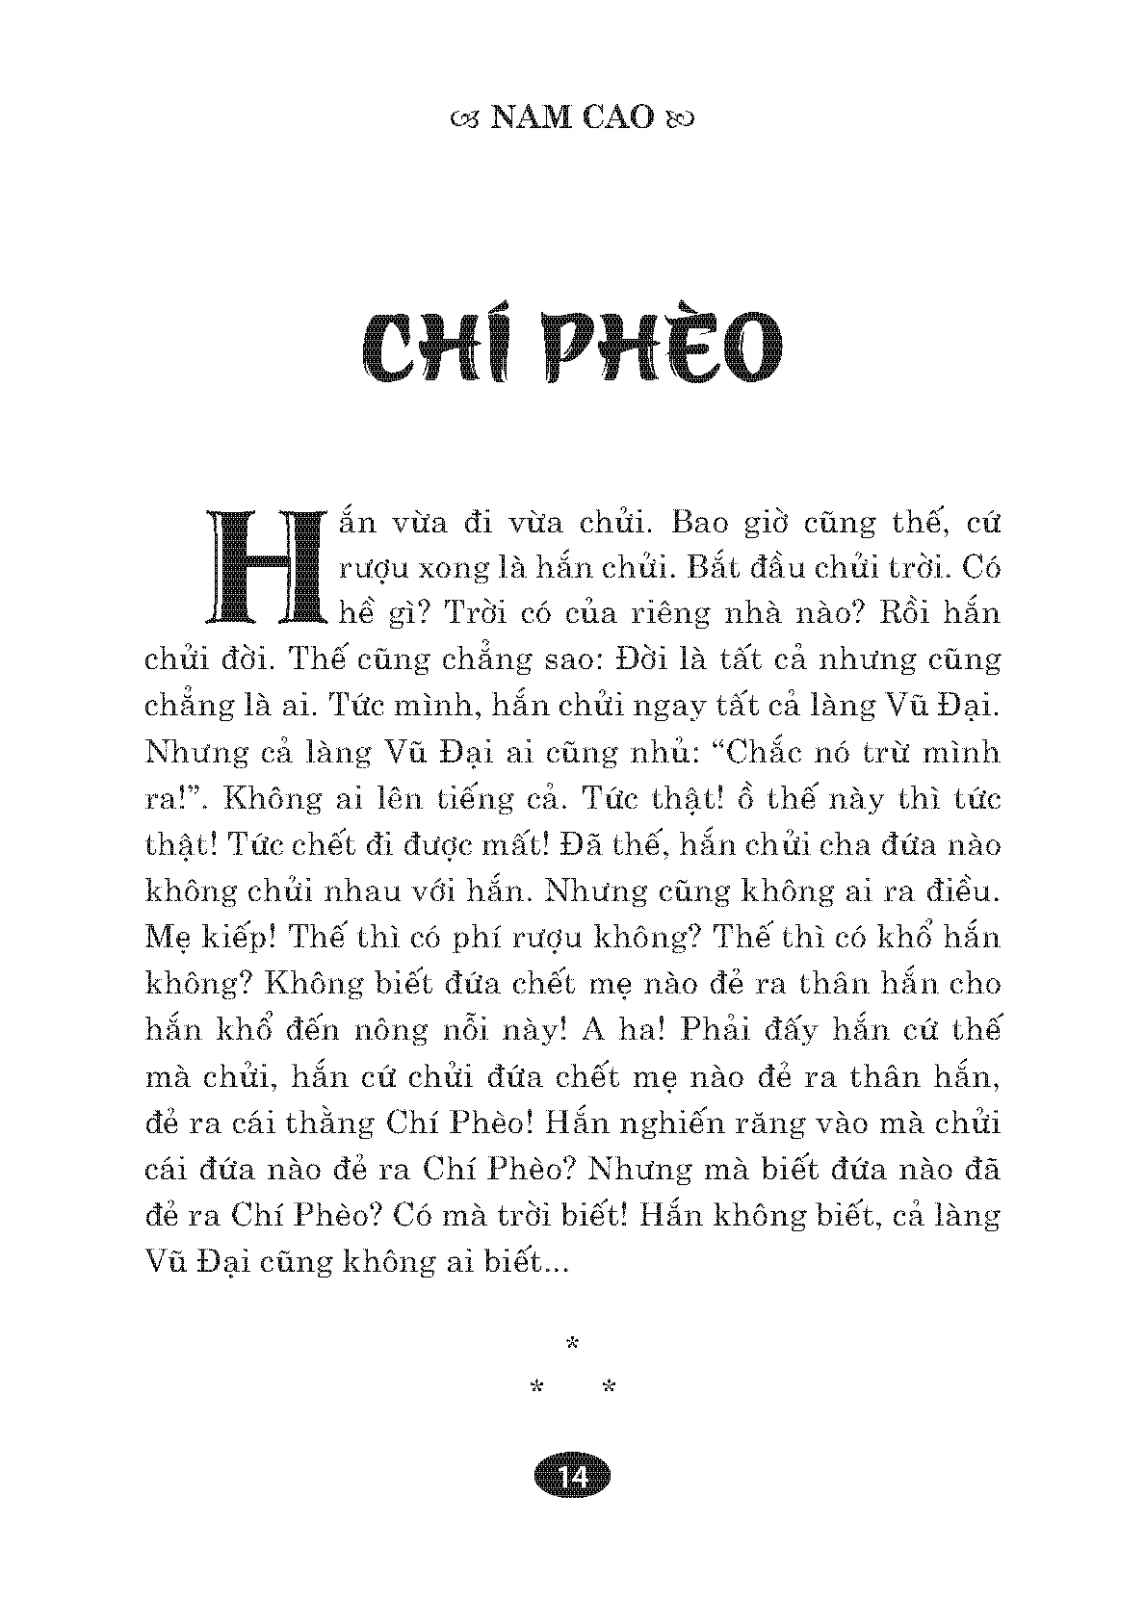 NAM CAO
CHÍ PHÈO
Hắn vừa đi vừa chửi. Bao giờ cũng thế, cứ
rượu xong là hắn chửi. Bắt đầu chửi trời. Có
hề gì? Trời có của riêng nhà nào? Rồi hắn
chửi đời. Thế cũng chẳng sao: Đời là tất cả nhưng cũng
chẳng là ai. Tức mình, hắn chửi ngay tất cả làng Vũ Đại.
Nhưng cả làng Vũ Đại ai cũng nhủ: “Chắc nó trừ mình
ra!”. Không ai lên tiếng cả. Tức thật! ồ thế này thì tức
thật! Tức chết đi được mất! Đã thế, hắn chửi cha đứa nào
không chửi nhau với hắn. Nhưng cũng không ai ra điều.
Mẹ kiếp! Thế thì có phí rượu không? Thế thì có khổ hắn
không? Không biết đứa chết mẹ nào đẻ ra thân hắn cho
hắn khổ đến nông nỗi này! A ha! Phải đấy hắn cứ thế
mà chửi, hắn cứ chửi đứa chết mẹ nào đẻ ra thân hắn,
đẻ ra cái thằng Chí Phèo! Hắn nghiến răng vào mà chửi
cái đứa nào đẻ ra Chí Phèo? Nhưng mà biết đứa nào đã
đẻ ra Chí Phèo? Có mà trời biết! Hắn không biết, cả làng
Vũ Đại cũng không ai biết...
*
* *
14